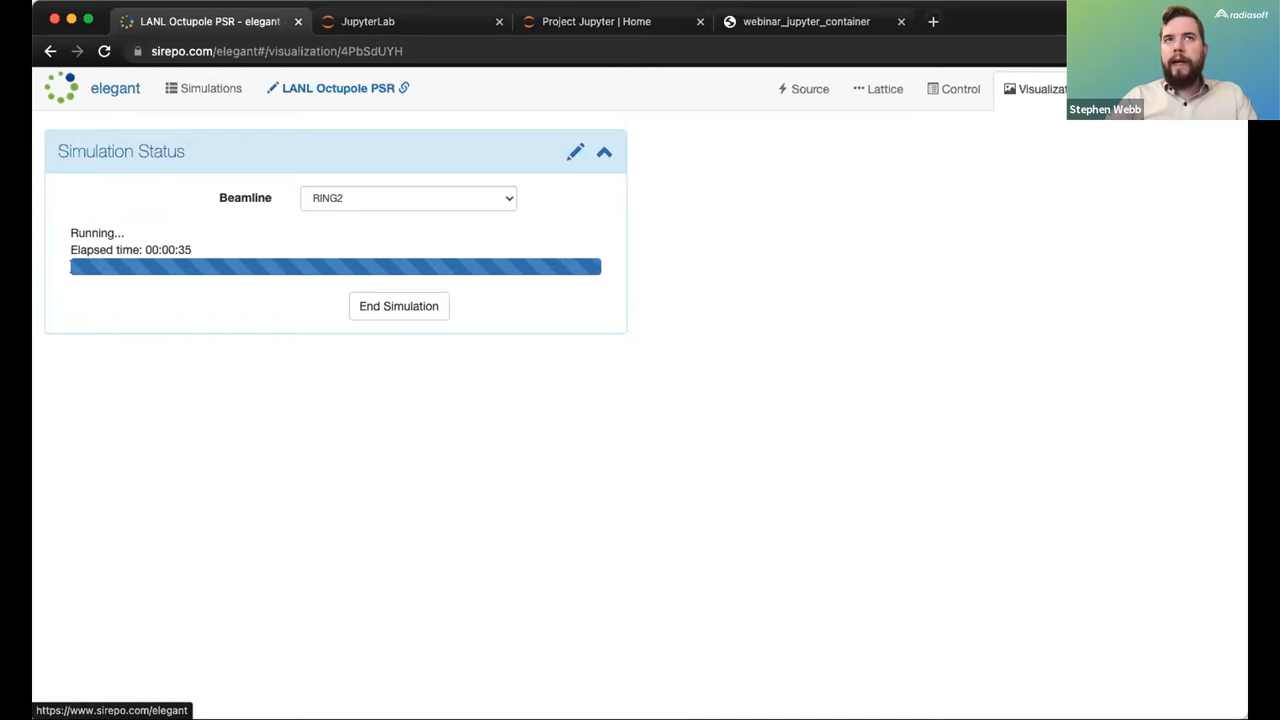 LANL Octupole PSR - elegant
JupyterLab
Project Jupyter | Home
webinar_jupyter_container
radiasoft
sirepo.com/elegant#/visualization/4PbSdUYH
elegant
Simulations
LANL Octupole PSR
Source
Lattice
Control
Visualizat
Stephen Webb
Simulation Status
Beamline
RING2
Running...
Elapsed time: 00:00:35
End Simulation
https://www.sirepo.com/elegant